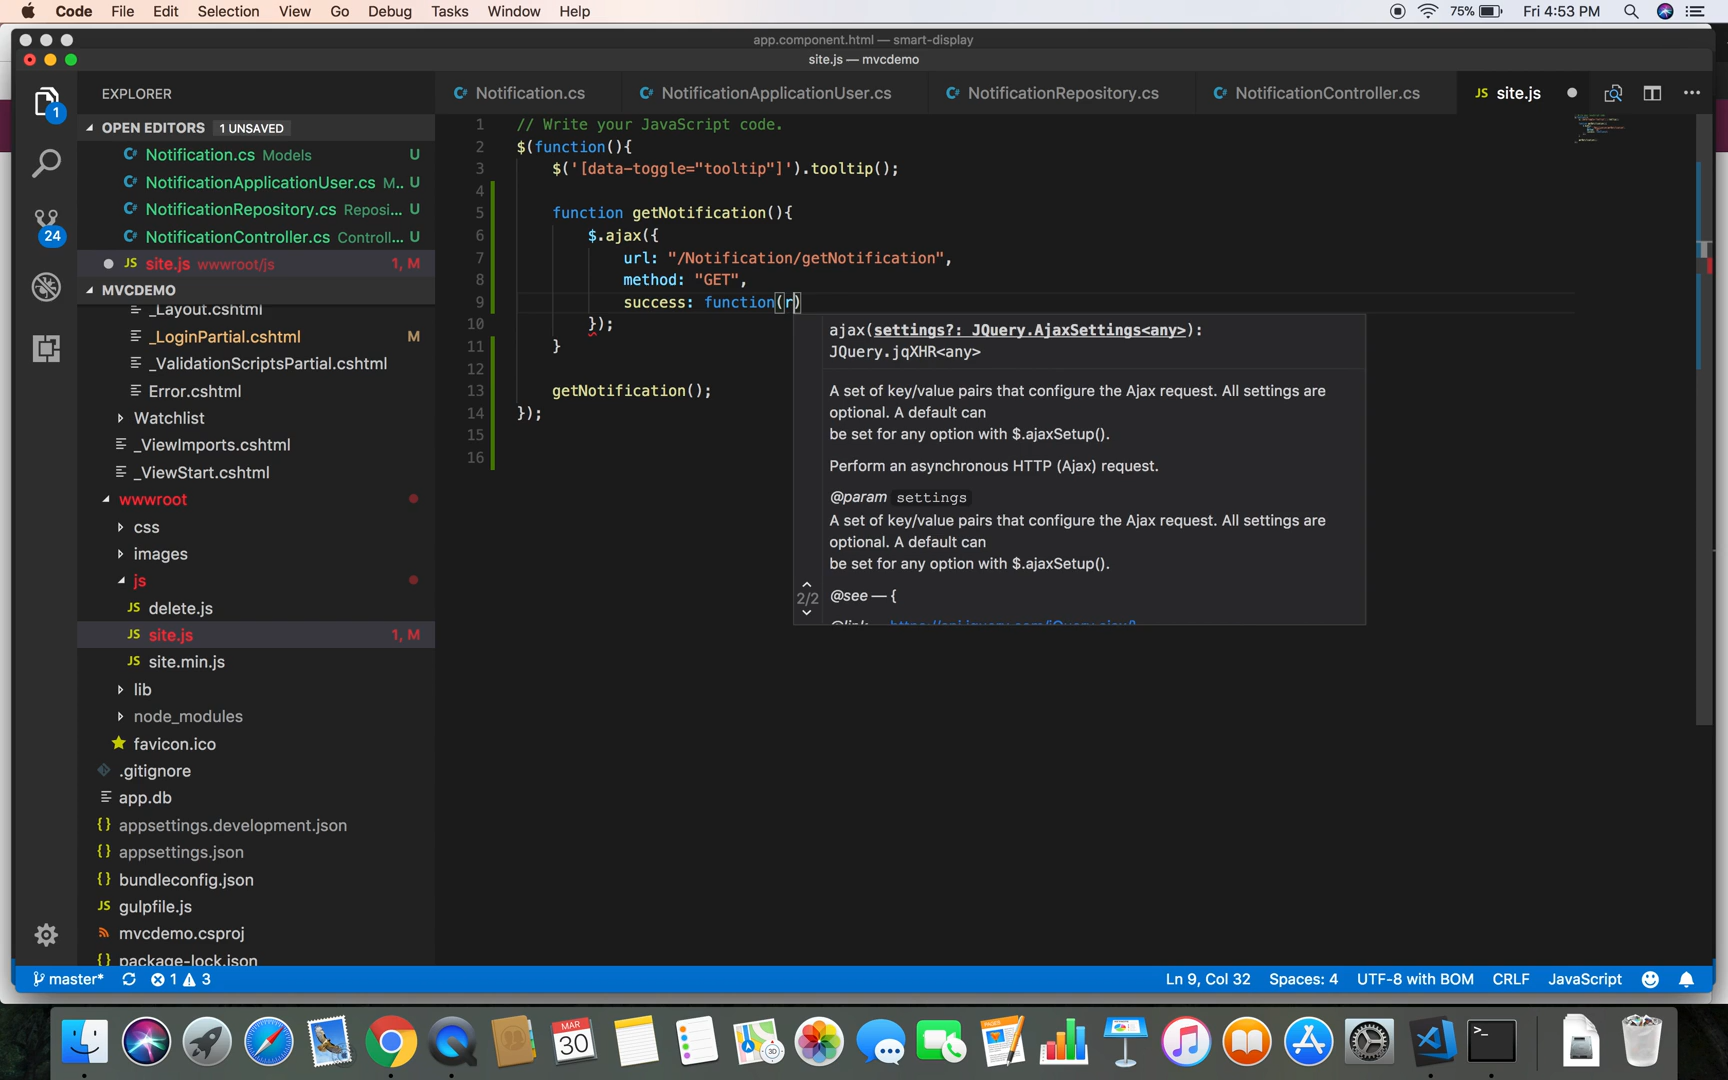 Code File Edit Selection View Go Debug Tasks Window Help 75% Fri 4:53 PM
app.component.html — smart-display
site.js — mvcdemo
EXPLORER
OPEN EDITORS 1 UNSAVED
Notification.cs Models U
NotificationApplicationUser.cs M.. U
NotificationRepository.cs Reposi... U
NotificationController.cs Controll... U
JS site.js wwwroot/js 1, M
MVCDEMO
_Layout.cshtml
_LoginPartial.cshtml M
_ValidationScriptsPartial.cshtml
Error.cshtml
Watchlist
_ViewImports.cshtml
_ViewStart.cshtml
wwwroot
css
images
js
JS delete.js
JS site.js 1, M
JS site.min.js
lib
node_modules
favicon.ico
.gitignore
app.db
{} appsettings.development.json
{} appsettings.json
{} bundleconfig.json
JS gulpfile.js
mvcdemo.csproj
{} package-lock.json
1
24
Notification.cs NotificationApplicationUser.cs NotificationRepository.cs NotificationController.cs JS site.js
1 // Write your JavaScript code.
2 $(function(){
3 $('[data-toggle="tooltip"]').tooltip();
4
5 function getNotification(){
6 $.ajax({
7 url: "/Notification/getNotification",
8 method: "GET",
9 success: function(r)
10 });
11 }
12
13 getNotification();
14 });
15
16
ajax(settings?: JQuery.AjaxSettings<any>):
JQuery.jqXHR<any>
A set of key/value pairs that configure the Ajax request. All settings are
optional. A default can
be set for any option with $.ajaxSetup().
Perform an asynchronous HTTP (Ajax) request.
@param settings
A set of key/value pairs that configure the Ajax request. All settings are
optional. A default can
be set for any option with $.ajaxSetup().
2/2
@see — {
master* 1 3 Ln 9, Col 32 Spaces: 4 UTF-8 with BOM CRLF JavaScript
MAR
30